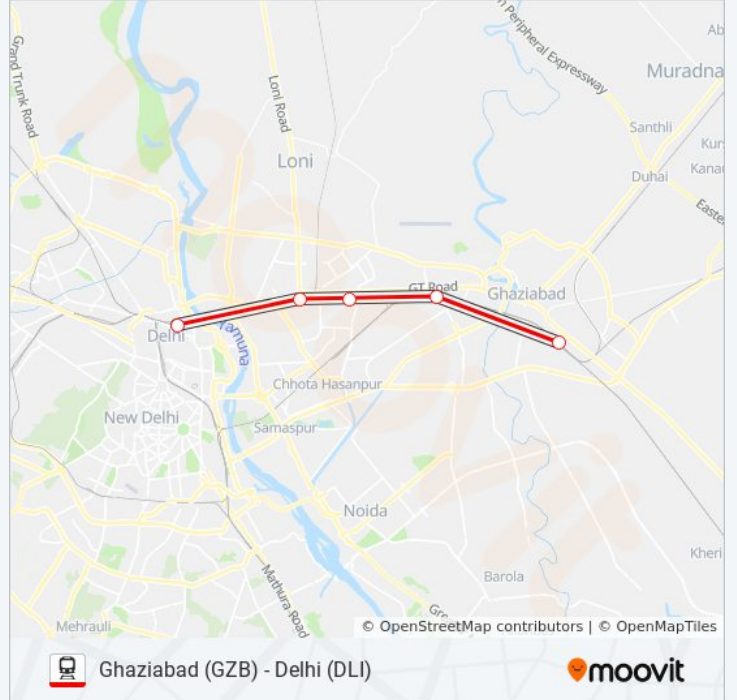 n Peripheral Expressway
Ab
Muradna
Grand Trunk Road
Loni Road
Santhli
Loni
Kur
Duhai
Kana
Easte
GT Road
Ghaziabad
Delhi
Yamuna
Chhota Hasanpur
New Delhi
Samaspur
Noida
Kheri
Barola
Mathura Road
Gre
Mehrauli
© OpenStreetMap contributors | © OpenMapTiles
Ghaziabad (GZB) - Delhi (DLI)
moovit